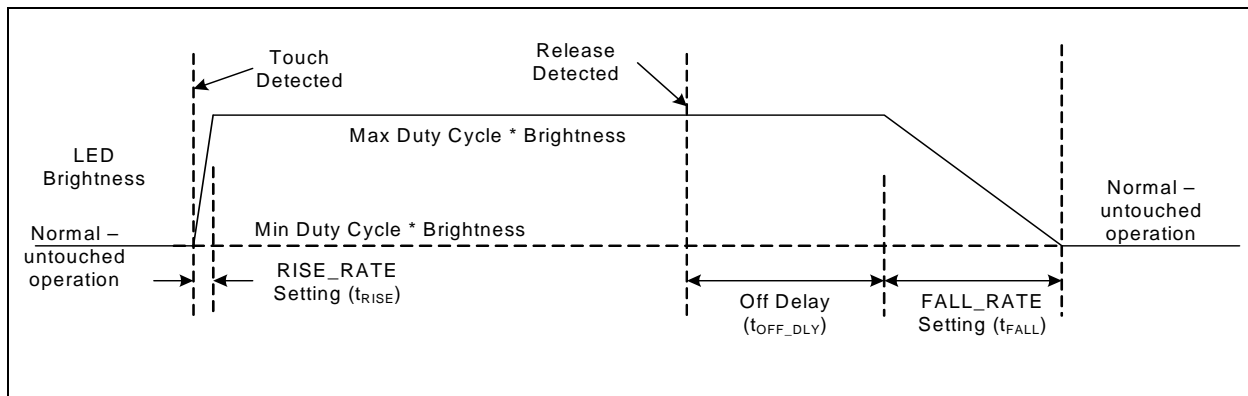 Touch
Detected
Release
Detected
Max Duty Cycle * Brightness
LED
Brightness
Normal –
untouched
operation
Min Duty Cycle * Brightness
Normal –
untouched
operation
RISE_RATE
Setting (tRISE)
Off Delay
(tOFF_DLY)
FALL_RATE
Setting (tFALL)